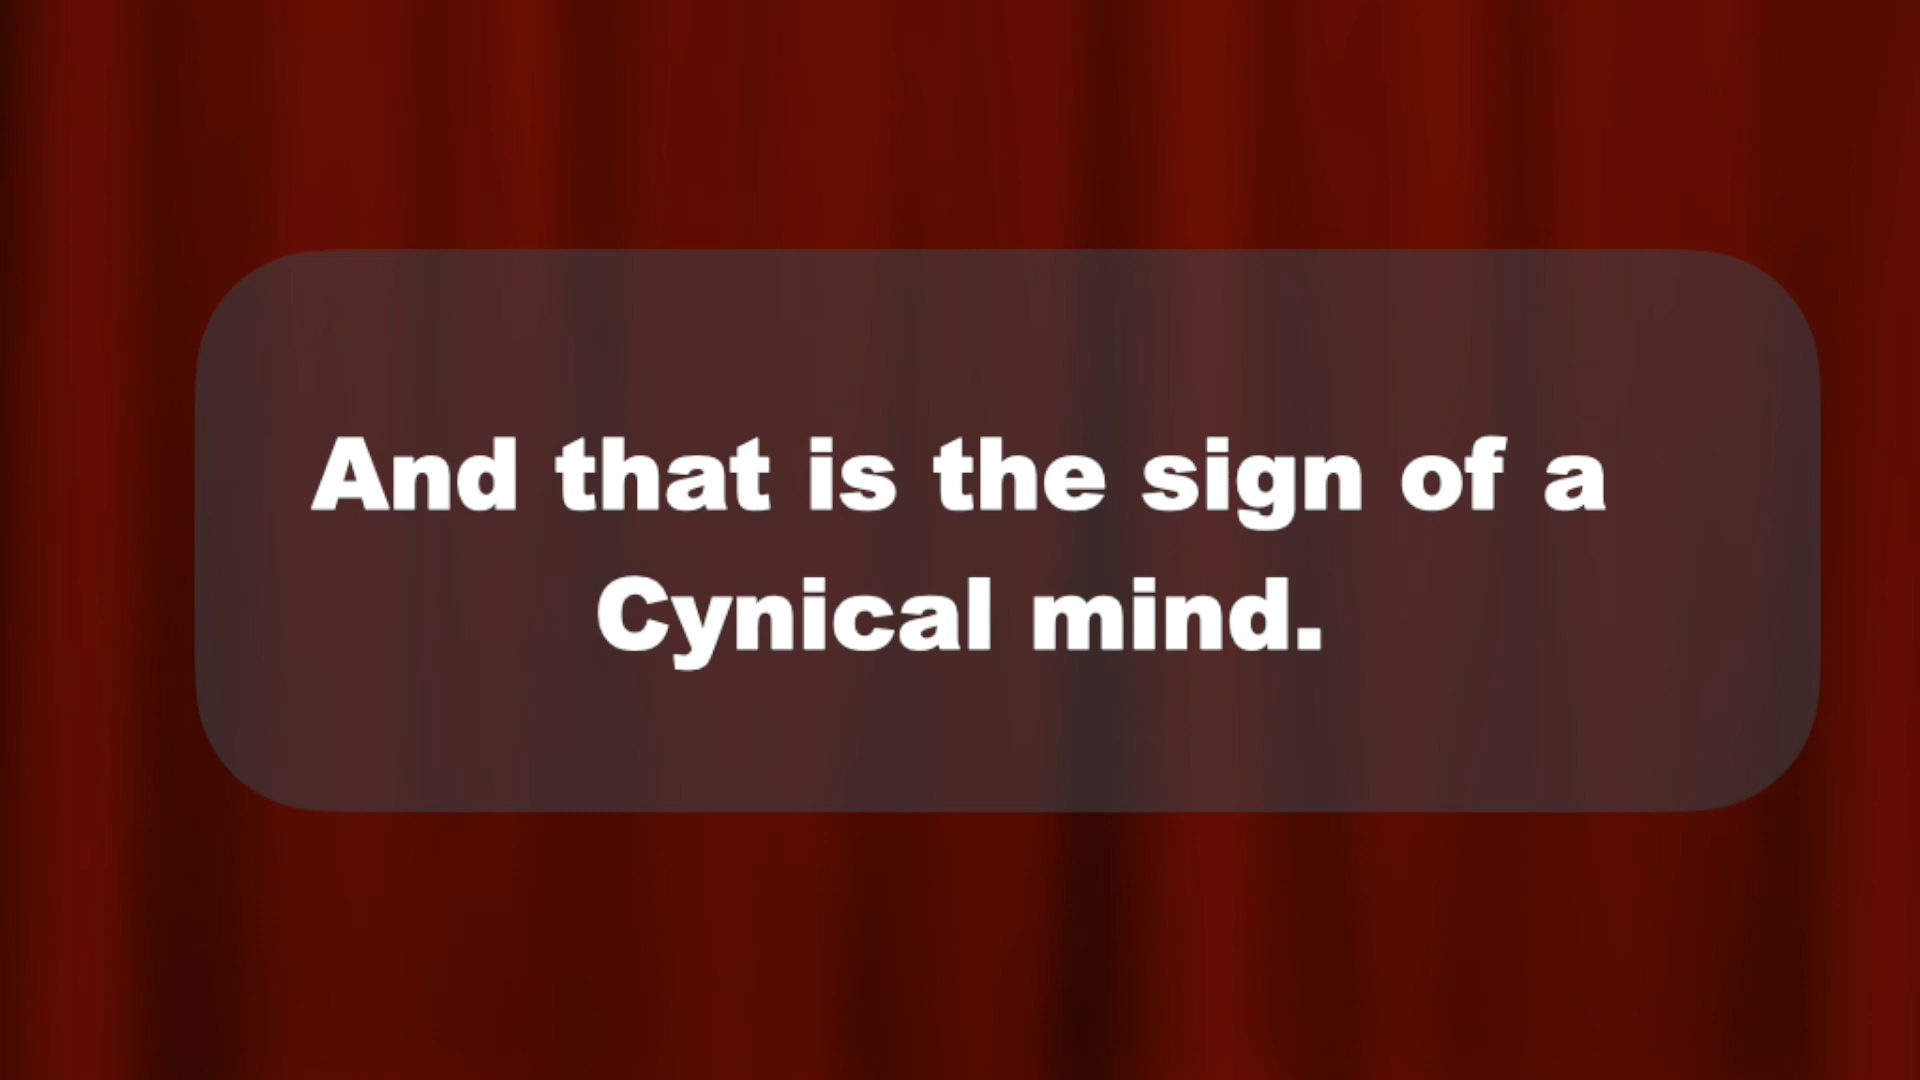 And that is the sign of a
Cynical mind.